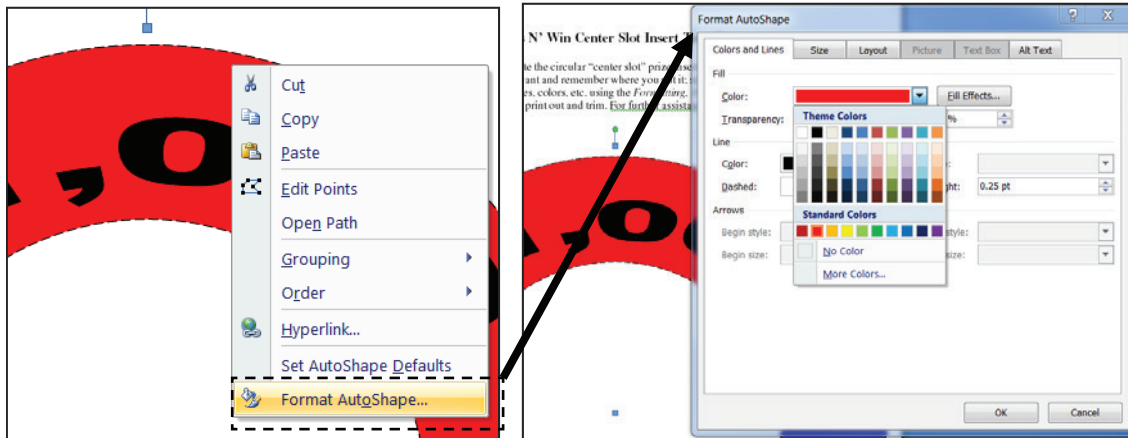 Cut
Copy
Paste
Edit Points
Open Path
Grouping
Order
Hyperlink...
Set AutoShape Defaults
Format AutoShape...
N' Win Center Slot Insert
the circular "center slot"
ant and remember where you
es, colors, etc. using the
print out and trim. For further
Format AutoShape
Colors and Lines
Size
Layout
Picture
Text Box
Alt Text
Fill
Color:
Fill Effects...
Transparency:
%
Theme Colors
Line
Color:
Dashed:
0.25 pt
Arrows
Standard Colors
Begin style:
style:
No Color
Begin size:
size:
More Colors...
OK
Cancel